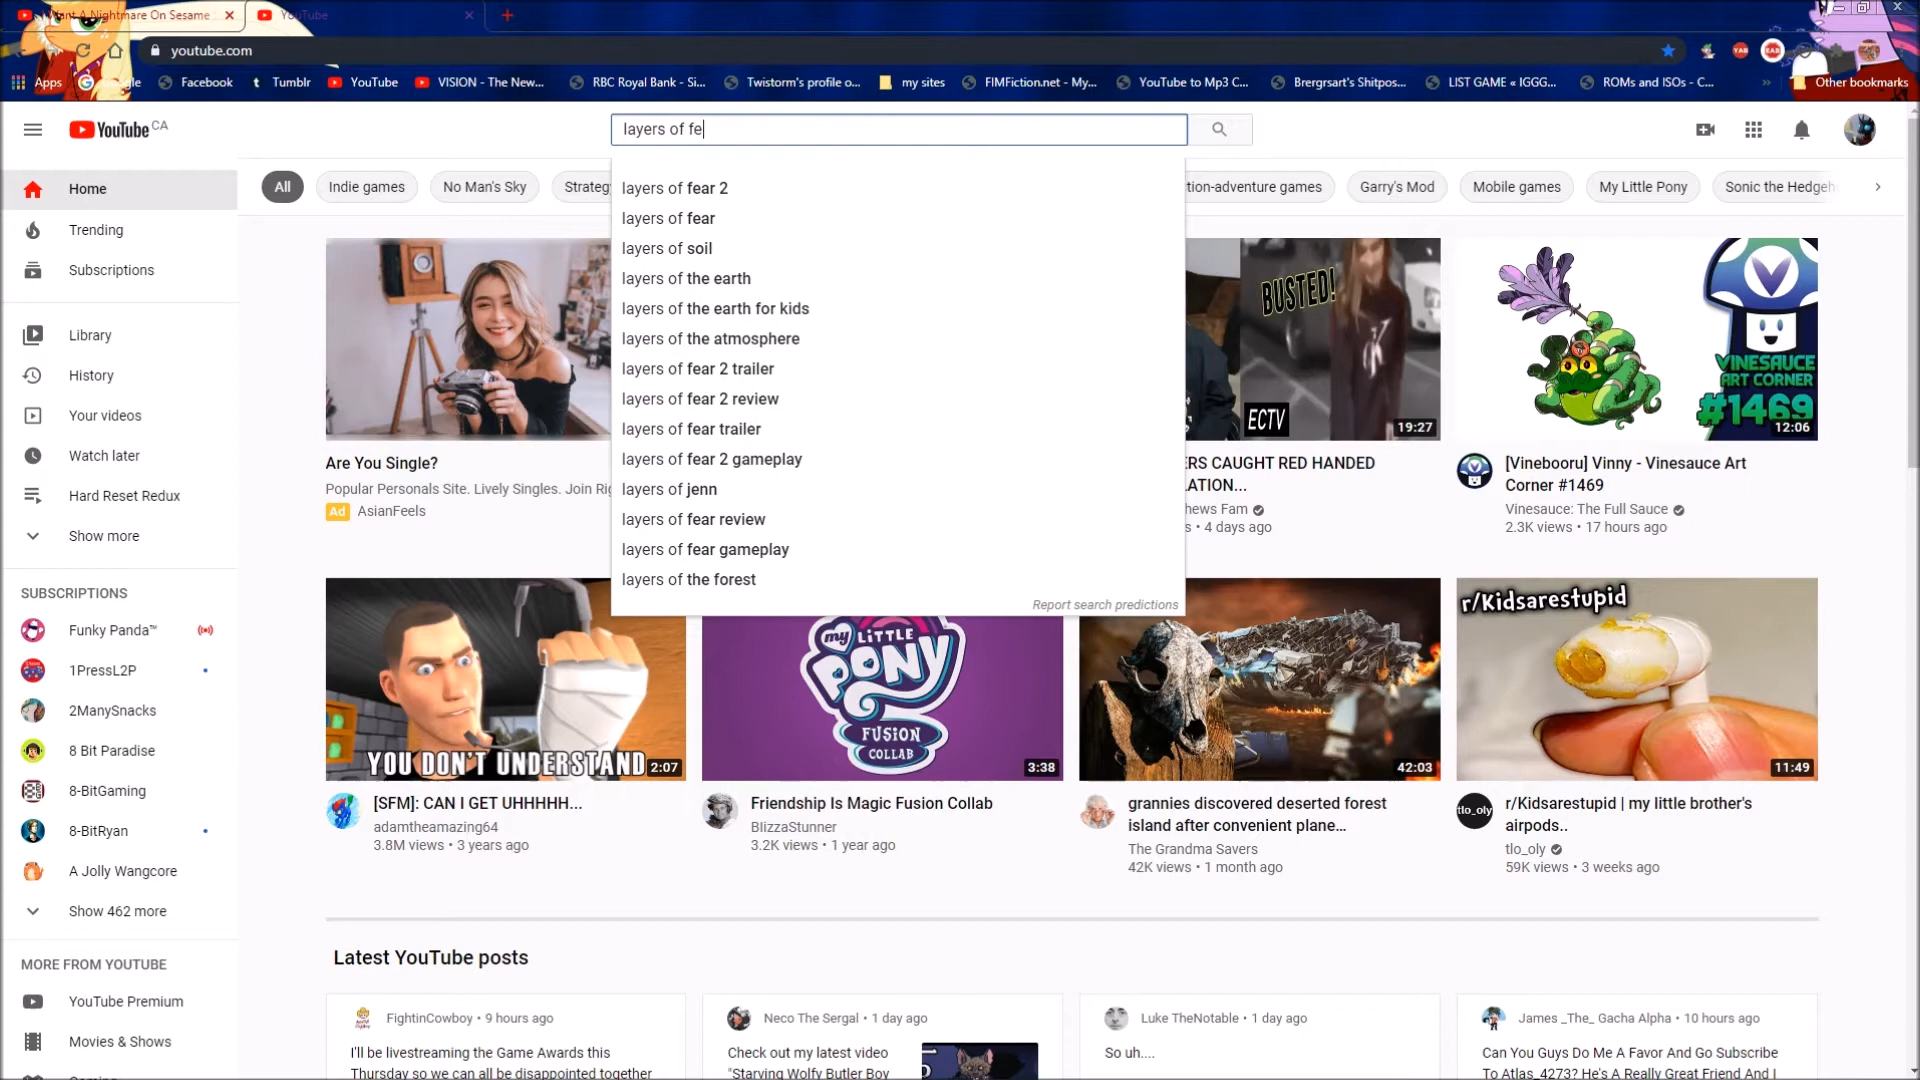 Want A Nightmare On Sesame
YouTube
youtube.com
Apps
Facebook
Tumblr
YouTube
VISION - The New...
RBC Royal Bank - Si...
Twistorm's profile o...
my sites
FIMFiction.net - My...
YouTube to Mp3 C...
Brergrsart's Shitpos...
LIST GAME « IGGG...
ROMs and ISOs - C...
»
Other bookmarks
YouTube CA
layers of fe
layers of fear 2
layers of fear
layers of soil
layers of the earth
layers of the earth for kids
layers of the atmosphere
layers of fear 2 trailer
layers of fear 2 review
layers of fear trailer
layers of fear 2 gameplay
layers of jenn
layers of fear review
layers of fear gameplay
layers of the forest
Report search predictions
Home
Trending
Subscriptions
Library
History
Your videos
Watch later
Hard Reset Redux
Show more
SUBSCRIPTIONS
Funky Panda™
1PressL2P
2ManySnacks
8 Bit Paradise
8-BitGaming
8-BitRyan
A Jolly Wangcore
Show 462 more
MORE FROM YOUTUBE
YouTube Premium
Movies & Shows
All
Indie games
No Man's Sky
tion-adventure games
Garry's Mod
Mobile games
My Little Pony
Sonic the Hedgeh
Are You Single?
Popular Personals Site. Lively Singles. Join Rig
Ad AsianFeels
BUSTED!
ECTV
19:27
ERS CAUGHT RED HANDED
LATION...
hews Fam
s • 4 days ago
VINESAUCE
ART CORNER
#1469
12:06
[Vinebooru] Vinny - Vinesauce Art
Corner #1469
Vinesauce: The Full Sauce
2.3K views • 17 hours ago
YOU DON'T UNDERSTAND
2:07
[SFM]: CAN I GET UHHHHH...
adamtheamazing64
3.8M views • 3 years ago
my LITTLE
PONY
FUSION
COLLAB
3:38
Friendship Is Magic Fusion Collab
BlizzaStunner
3.2K views • 1 year ago
42:03
grannies discovered deserted forest
island after convenient plane...
The Grandma Savers
42K views • 1 month ago
r/Kidsarestupid
11:49
tlo_oly
r/Kidsarestupid | my little brother's
airpods..
tlo_oly
59K views • 3 weeks ago
Latest YouTube posts
FightinCowboy • 9 hours ago
I'll be livestreaming the Game Awards this
Thursday so we can all be disappointed together
Neco The Sergal • 1 day ago
Check out my latest video
"Starving Wolfy Butler Boy
Luke TheNotable • 1 day ago
So uh....
James _The_ Gacha Alpha • 10 hours ago
Can You Guys Do Me A Favor And Go Subscribe
To Atlas_4273? He's A Really Great Friend And I